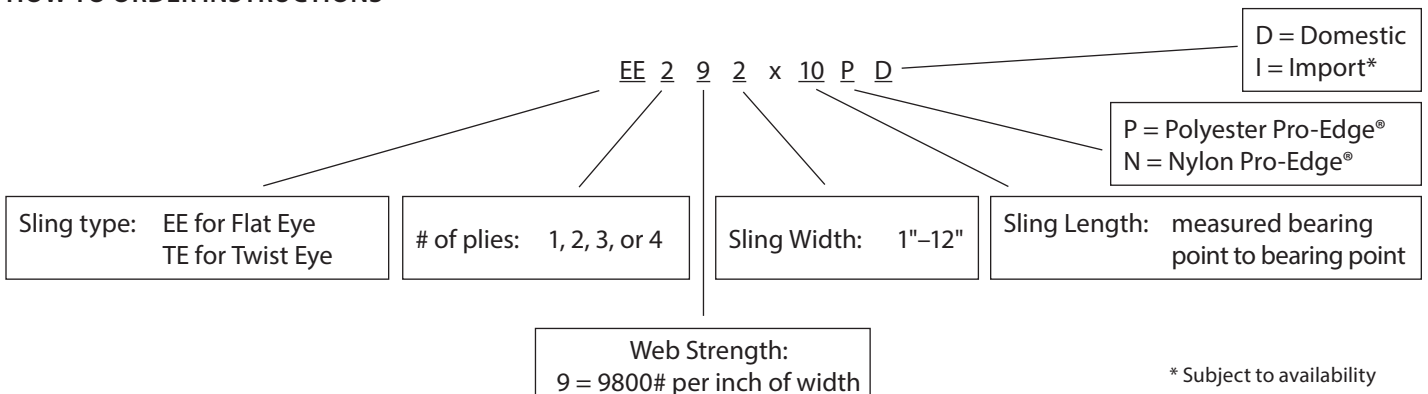 HOW TO ORDER INSTRUCTIONS
EE 2 9 2 x 10 P D
D = Domestic
I = Import*
P = Polyester Pro-Edge®
N = Nylon Pro-Edge®
Sling type: EE for Flat Eye
TE for Twist Eye
# of plies: 1, 2, 3, or 4
Sling Width: 1"–12"
Sling Length: measured bearing
point to bearing point
Web Strength:
9 = 9800# per inch of width
* Subject to availability